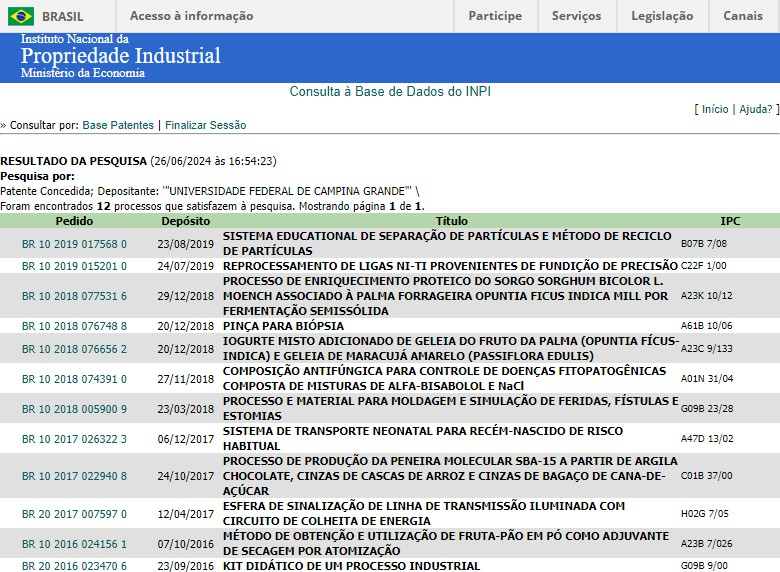 BRASIL Acesso à informação Participe Serviços Legislação Canais
Instituto Nacional da
Propriedade Industrial
Ministério da Economia
Consulta à Base de Dados do INPI
[ Início | Ajuda? ]
» Consultar por: Base Patentes | Finalizar Sessão
RESULTADO DA PESQUISA (26/06/2024 às 16:54:23)
Pesquisa por:
Patente Concedida; Depositante: '"UNIVERSIDADE FEDERAL DE CAMPINA GRANDE"' \
Foram encontrados 12 processos que satisfazem à pesquisa. Mostrando página 1 de 1.
Pedido Depósito Título IPC
BR 10 2019 017568 0 23/08/2019 SISTEMA EDUCATIONAL DE SEPARAÇÃO DE PARTÍCULAS E MÉTODO DE RECICLO B07B 7/08
DE PARTÍCULAS
BR 10 2019 015201 0 24/07/2019 REPROCESSAMENTO DE LIGAS NI-TI PROVENIENTES DE FUNDIÇÃO DE PRECISÃO C22F 1/00
PROCESSO DE ENRIQUECIMENTO PROTEICO DO SORGO SORGHUM BICOLOR L.
BR 10 2018 077531 6 29/12/2018 MOENCH ASSOCIADO À PALMA FORRAGEIRA OPUNTIA FICUS INDICA MILL POR A23K 10/12
FERMENTAÇÃO SEMISSÓLIDA
BR 10 2018 076748 8 20/12/2018 PINÇA PARA BIÓPSIA A61B 10/06
BR 10 2018 076656 2 20/12/2018 IOGURTE MISTO ADICIONADO DE GELEIA DO FRUTO DA PALMA (OPUNTIA FÍCUS- A23C 9/133
INDICA) E GELEIA DE MARACUJÁ AMARELO (PASSIFLORA EDULIS)
BR 10 2018 074391 0 27/11/2018 COMPOSIÇÃO ANTIFÚNGICA PARA CONTROLE DE DOENÇAS FITOPATOGÊNICAS A01N 31/04
COMPOSTA DE MISTURAS DE ALFA-BISABOLOL E NaCl
BR 10 2018 005900 9 23/03/2018 PROCESSO E MATERIAL PARA MOLDAGEM E SIMULAÇÃO DE FERIDAS, FÍSTULAS E G09B 23/28
ESTOMIAS
BR 10 2017 026322 3 06/12/2017 SISTEMA DE TRANSPORTE NEONATAL PARA RECÉM-NASCIDO DE RISCO A47D 13/02
HABITUAL
PROCESSO DE PRODUÇÃO DA PENEIRA MOLECULAR SBA-15 A PARTIR DE ARGILA
BR 10 2017 022940 8 24/10/2017 CHOCOLATE, CINZAS DE CASCAS DE ARROZ E CINZAS DE BAGAÇO DE CANA-DE- C01B 37/00
AÇÚCAR
BR 20 2017 007597 0 12/04/2017 ESFERA DE SINALIZAÇÃO DE LINHA DE TRANSMISSÃO ILUMINADA COM H02G 7/05
CIRCUITO DE COLHEITA DE ENERGIA
BR 10 2016 024156 1 07/10/2016 MÉTODO DE OBTENÇÃO E UTILIZAÇÃO DE FRUTA-PÃO EM PÓ COMO ADJUVANTE A23B 7/026
DE SECAGEM POR ATOMIZAÇÃO
BR 20 2016 023470 6 23/09/2016 KIT DIDÁTICO DE UM PROCESSO INDUSTRIAL G09B 9/00